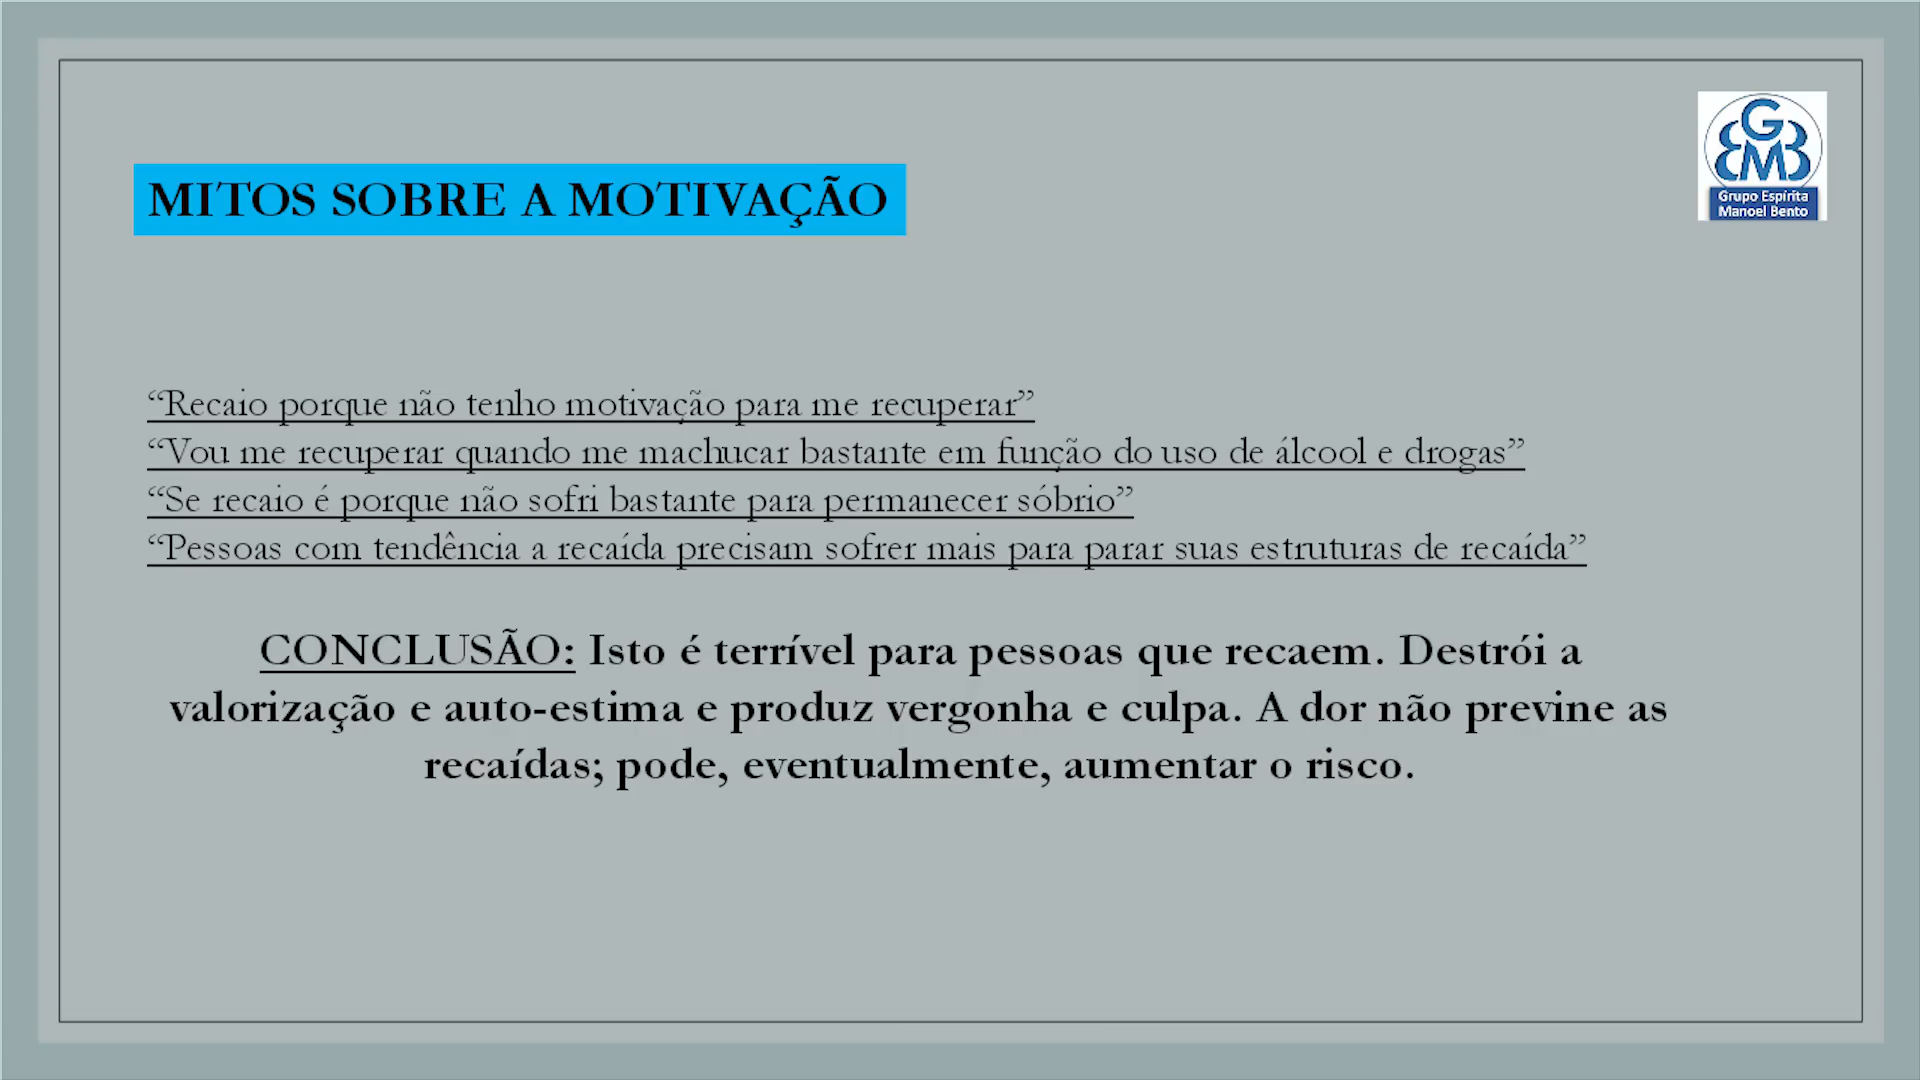 GEMB
Grupo Espírita
Manoel Bento
MITOS SOBRE A MOTIVAÇÃO
“Recaio porque não tenho motivação para me recuperar”
“Vou me recuperar quando me machucar bastante em função do uso de álcool e drogas”
“Se recaio é porque não sofri bastante para permanecer sóbrio”
“Pessoas com tendência a recaída precisam sofrer mais para parar suas estruturas de recaída”
CONCLUSÃO: Isto é terrível para pessoas que recaem. Destrói a
valorização e auto-estima e produz vergonha e culpa. A dor não previne as
recaídas; pode, eventualmente, aumentar o risco.